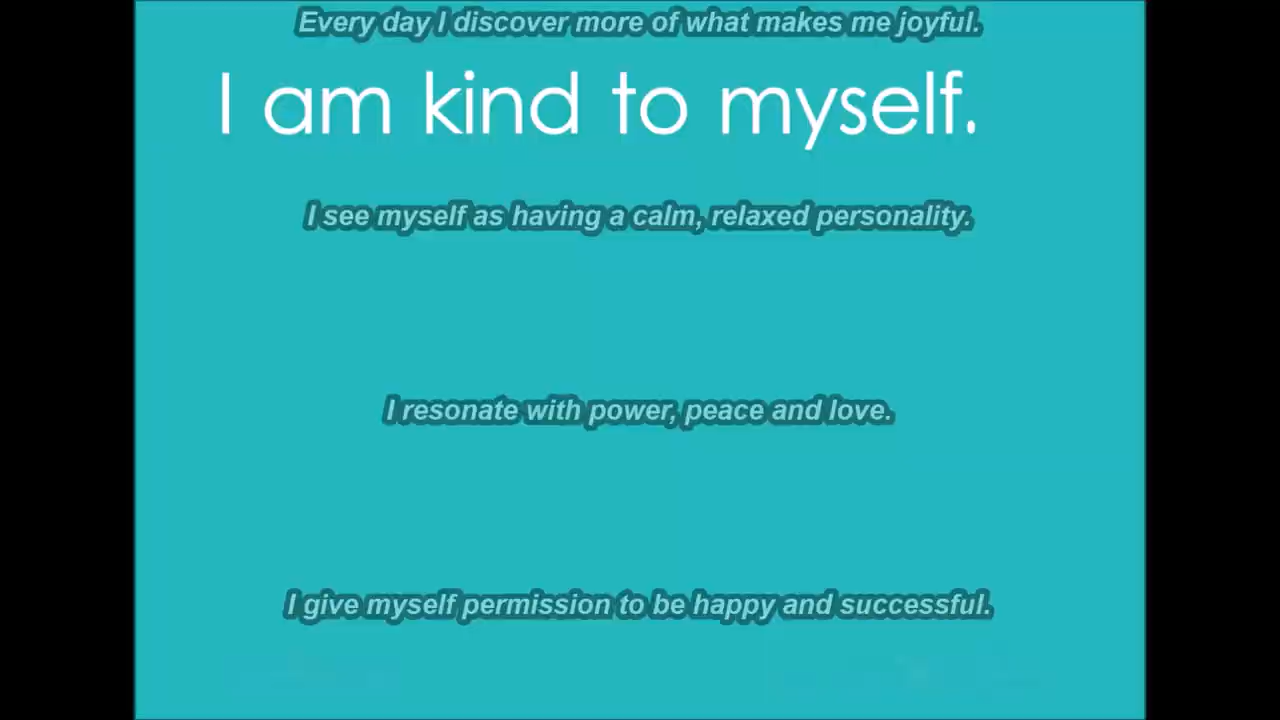 Every day I discover more of what makes me joyful.
I am kind to myself.
I see myself as having a calm, relaxed personality.
I resonate with power, peace and love.
I give myself permission to be happy and successful.